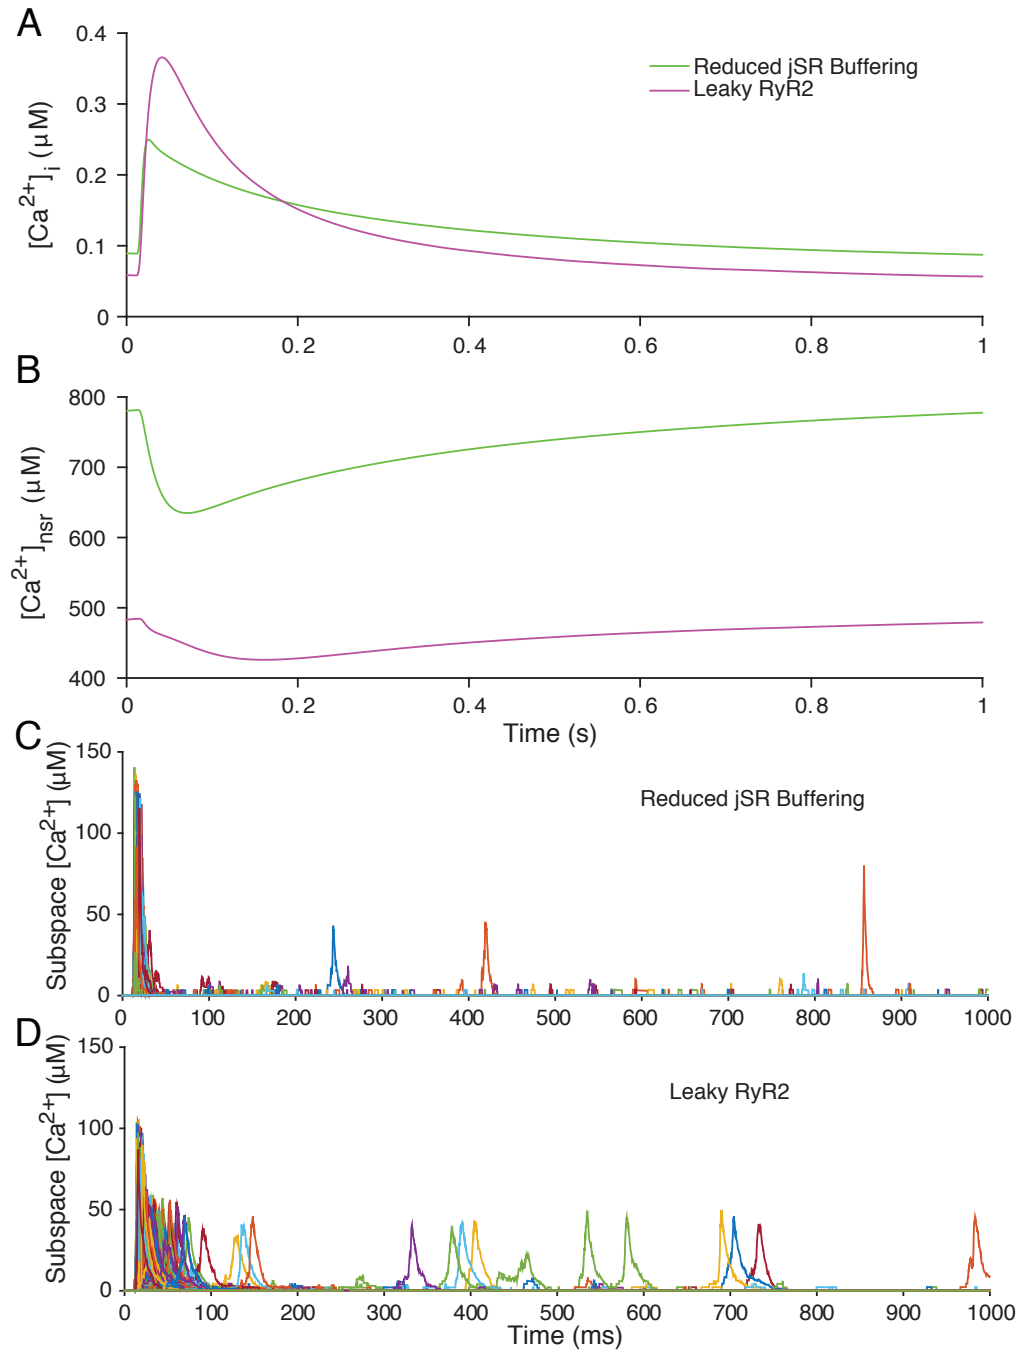 A
[Ca2+]i (μM)
0.4
0.3
0.2
0.1
0
Reduced jSR Buffering
Leaky RyR2
0 0.2 0.4 0.6 0.8 1
B
[Ca2+]nsr (μM)
800
700
600
500
400
0 0.2 0.4 0.6 0.8 1
Time (s)
C
Subspace [Ca2+] (μM)
150
100
50
0
Reduced jSR Buffering
0 100 200 300 400 500 600 700 800 900 1000
D
Subspace [Ca2+] (μM)
150
100
50
0
Leaky RyR2
0 100 200 300 400 500 600 700 800 900 1000
Time (ms)